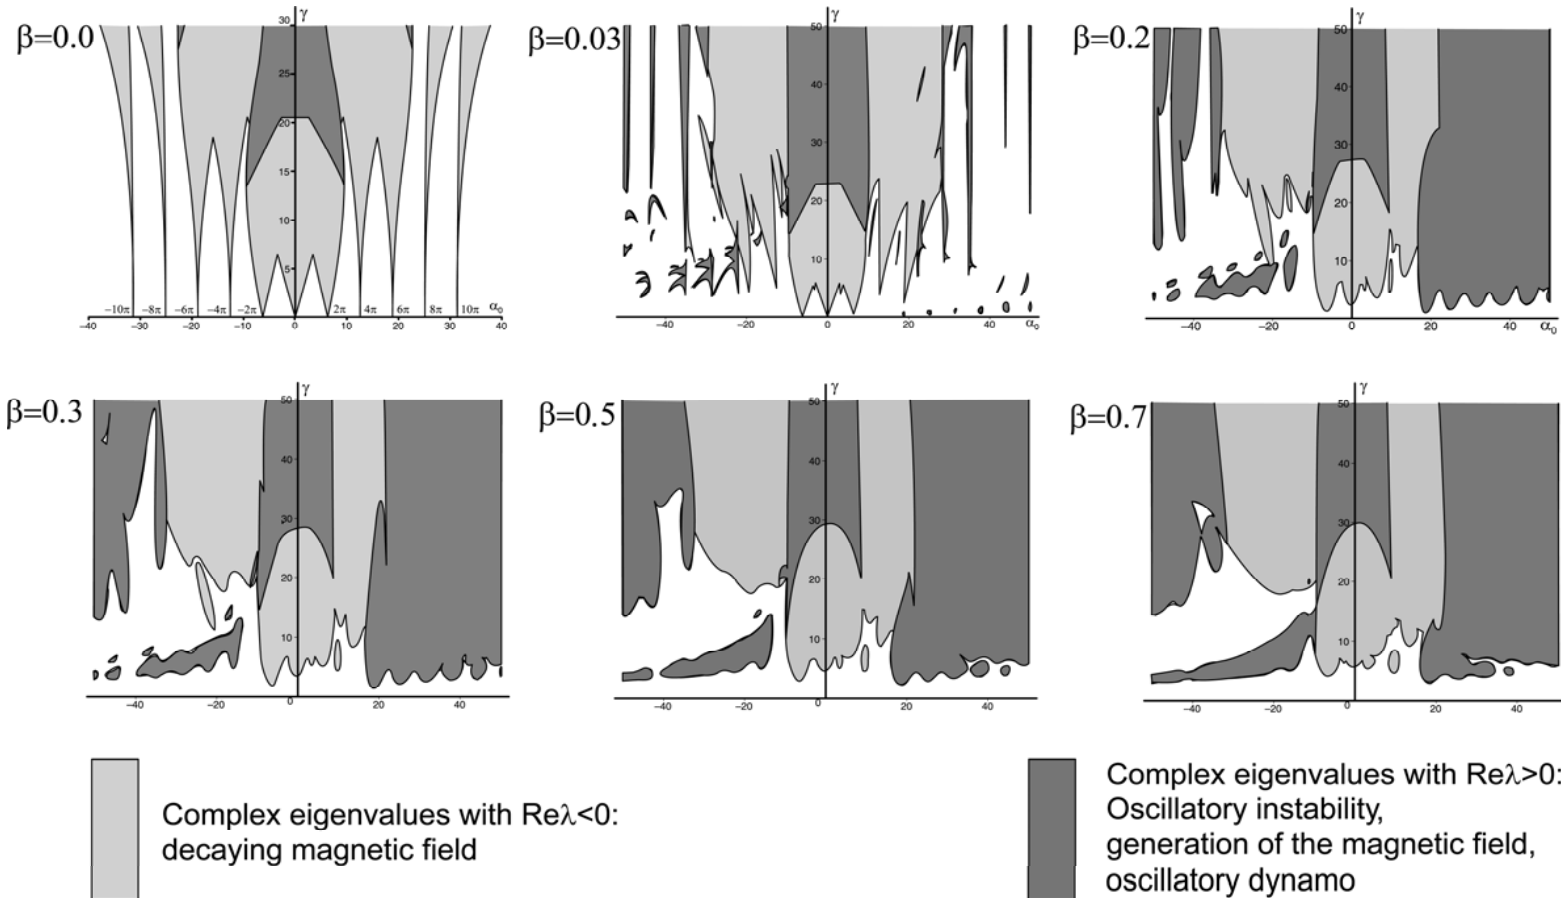 β=0.0
γ
30
25
20
15
10
5
−10π −8π −6π −4π −2π 2π 4π 6π 8π 10π α₀
−40 −30 −20 −10 0 10 20 30 40
β=0.03
γ
50
40
30
20
10
−40 −20 0 20 40 α₀
β=0.2
γ
50
40
30
20
10
−40 −20 0 20 40 α₀
β=0.3
γ
50
40
30
20
10
−40 −20 0 20 40
β=0.5
γ
50
40
30
20
10
−40 −20 0 20 40
β=0.7
γ
50
40
30
20
10
−40 −20 0 20 40
Complex eigenvalues with Reλ<0:
decaying magnetic field
Complex eigenvalues with Reλ>0:
Oscillatory instability,
generation of the magnetic field,
oscillatory dynamo